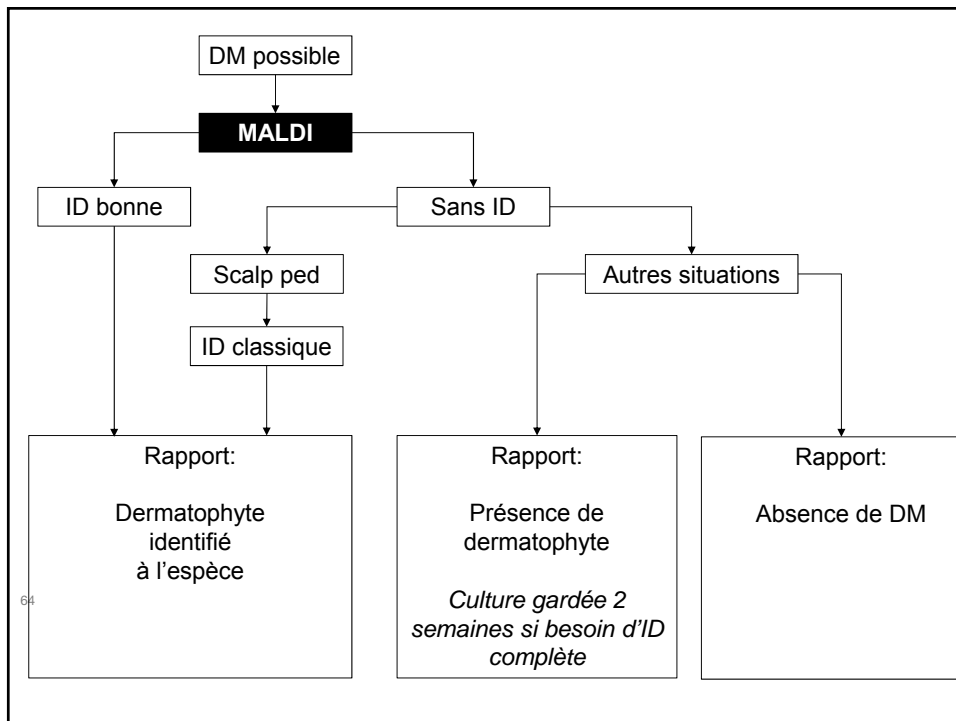 DM possible
MALDI
ID bonne
Sans ID
Scalp ped
Autres situations
ID classique
Rapport:
Dermatophyte
identifié
à l'espèce
Rapport:
Présence de
dermatophyte
Culture gardée 2
semaines si besoin d'ID
complète
Rapport:
Absence de DM
64